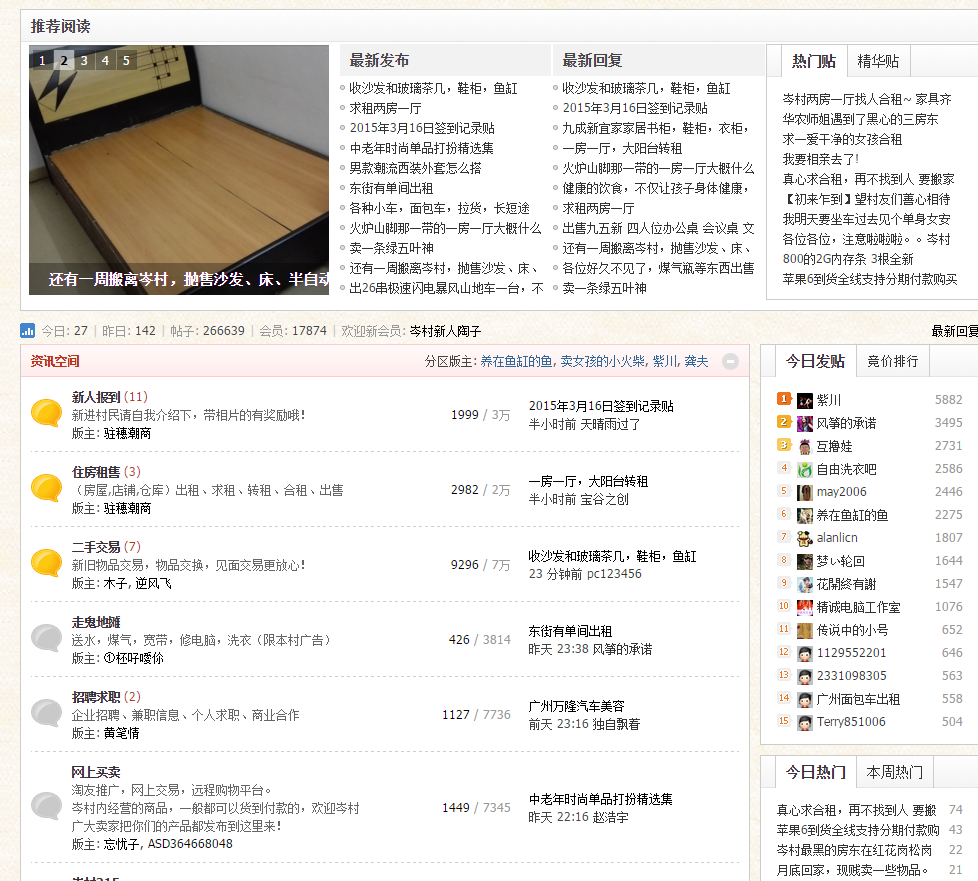 推荐阅读
1 2 3 4 5
还有一周搬离岑村，抛售沙发、床、半自动
最新发布
收沙发和玻璃茶几，鞋柜，鱼缸
求租两房一厅
2015年3月16日签到记录贴
中老年时尚单品打扮精选集
男款潮流西装外套怎么搭
东街有单间出租
各种小车，面包车，拉货，长短途
火炉山脚那一带的一房一厅大概什么
卖一条绿五叶神
还有一周搬离岑村，抛售沙发、床、
出26串极速闪电暴风山地车一台，不
最新回复
收沙发和玻璃茶几，鞋柜，鱼缸
2015年3月16日签到记录贴
九成新宜家家居书柜，鞋柜，衣柜，
一房一厅，大阳台转租
火炉山脚那一带的一房一厅大概什么
健康的饮食，不仅让孩子身体健康，
求租两房一厅
出售九五新 四人位办公桌 会议桌 文
还有一周搬离岑村，抛售沙发、床、
各位好久不见了，煤气瓶等东西出售
卖一条绿五叶神
热门贴 精华贴
岑村两房一厅找人合租~ 家具齐
华农师姐遇到了黑心的三房东
求一爱干净的女孩合租
我要相亲去了!
真心求合租，再不找到人 要搬家
【初来乍到】望村友们善心相待
我明天要坐车过去见个单身女安
各位各位，注意啦啦啦。。岑村
800的2G内存条 3根全新
苹果6到货全线支持分期付款购买
今日: 27 | 昨日: 142 | 帖子: 266639 | 会员: 17874 | 欢迎新会员: 岑村新人陶子
最新回复
资讯空间
分区版主: 养在鱼缸的鱼, 卖女孩的小火柴, 紫川, 龚夫
新人报到 (11)
新进村民请自我介绍下，带相片的有奖励哦!
版主: 驻穗潮商
1999 / 3万
2015年3月16日签到记录贴
半小时前 天晴雨过了
住房租售 (3)
（房屋,店铺,仓库）出租、求租、转租、合租、出售
版主: 驻穗潮商
2982 / 2万
一房一厅，大阳台转租
半小时前 宝谷之创
二手交易 (7)
新旧物品交易，物品交换，见面交易更放心!
版主: 木子, 逆风飞
9296 / 7万
收沙发和玻璃茶几，鞋柜，鱼缸
23 分钟前 pc123456
走鬼地摊
送水，煤气，宽带，修电脑，洗衣（限本村广告）
版主:
426 / 3814
东街有单间出租
昨天 23:38 风筝的承诺
招聘求职 (2)
企业招聘、兼职信息、个人求职、商业合作
版主: 黄笔情
1127 / 7736
广州万隆汽车美容
前天 23:16 独自飘着
网上买卖
淘友推广，网上交易，远程购物平台。
岑村内经营的商品，一般都可以货到付款的，欢迎岑村
广大卖家把你们的产品都发布到这里来!
版主: 忘忧子, ASD364668048
1449 / 7345
中老年时尚单品打扮精选集
昨天 22:16 赵洁宇
今日发贴 竞价排行
1 紫川 5882
2 风筝的承诺 3495
3 互撸娃 2731
4 自由洗衣吧 2586
5 may2006 2446
6 养在鱼缸的鱼 2275
7 alanlicn 1807
8 梦い轮回 1644
9 花開終有謝 1547
10 精诚电脑工作室 1076
11 传说中的小号 652
12 1129552201 646
13 2331098305 563
14 广州面包车出租 558
15 Terry851006 504
今日热门 本周热门
真心求合租，再不找到人 要搬 74
苹果6到货全线支持分期付款购 43
岑村最黑的房东在红花岗松岗 22
月底回家，现贱卖一些物品。 21